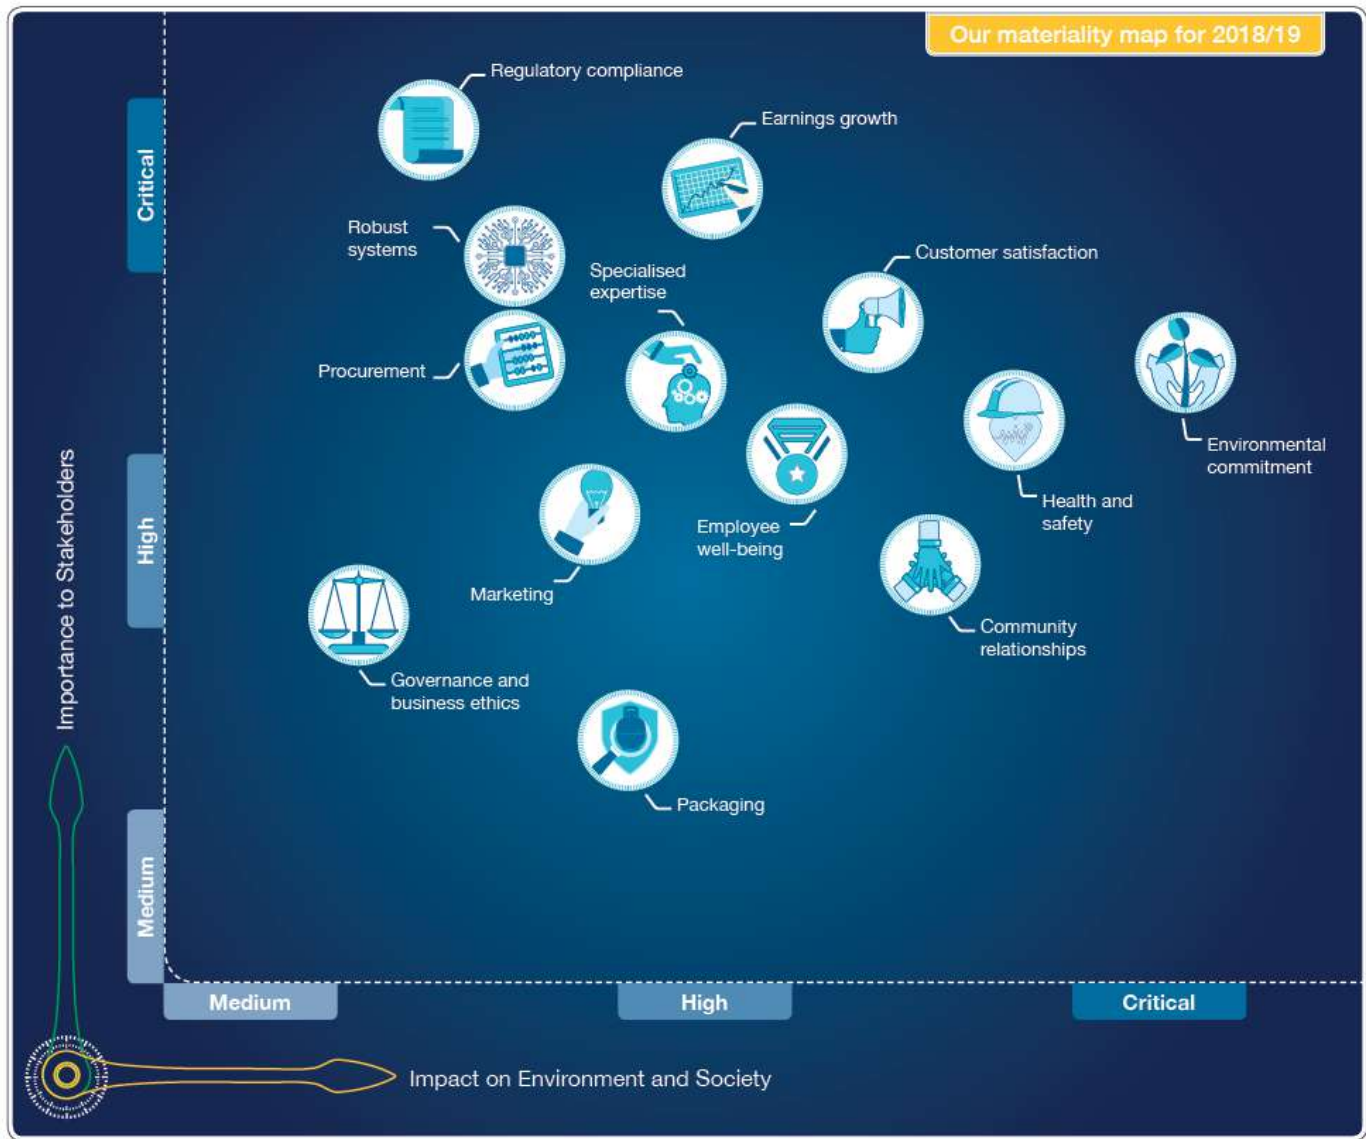 Our materiality map for 2018/19
Regulatory compliance
Earnings growth
Critical
Robust
systems
Customer satisfaction
Specialised
expertise
Procurement
Environmental
commitment
Health and
safety
Employee
well-being
High
Marketing
Community
relationships
Importance to Stakeholders
Governance and
business ethics
Packaging
Medium
Medium
High
Critical
Impact on Environment and Society